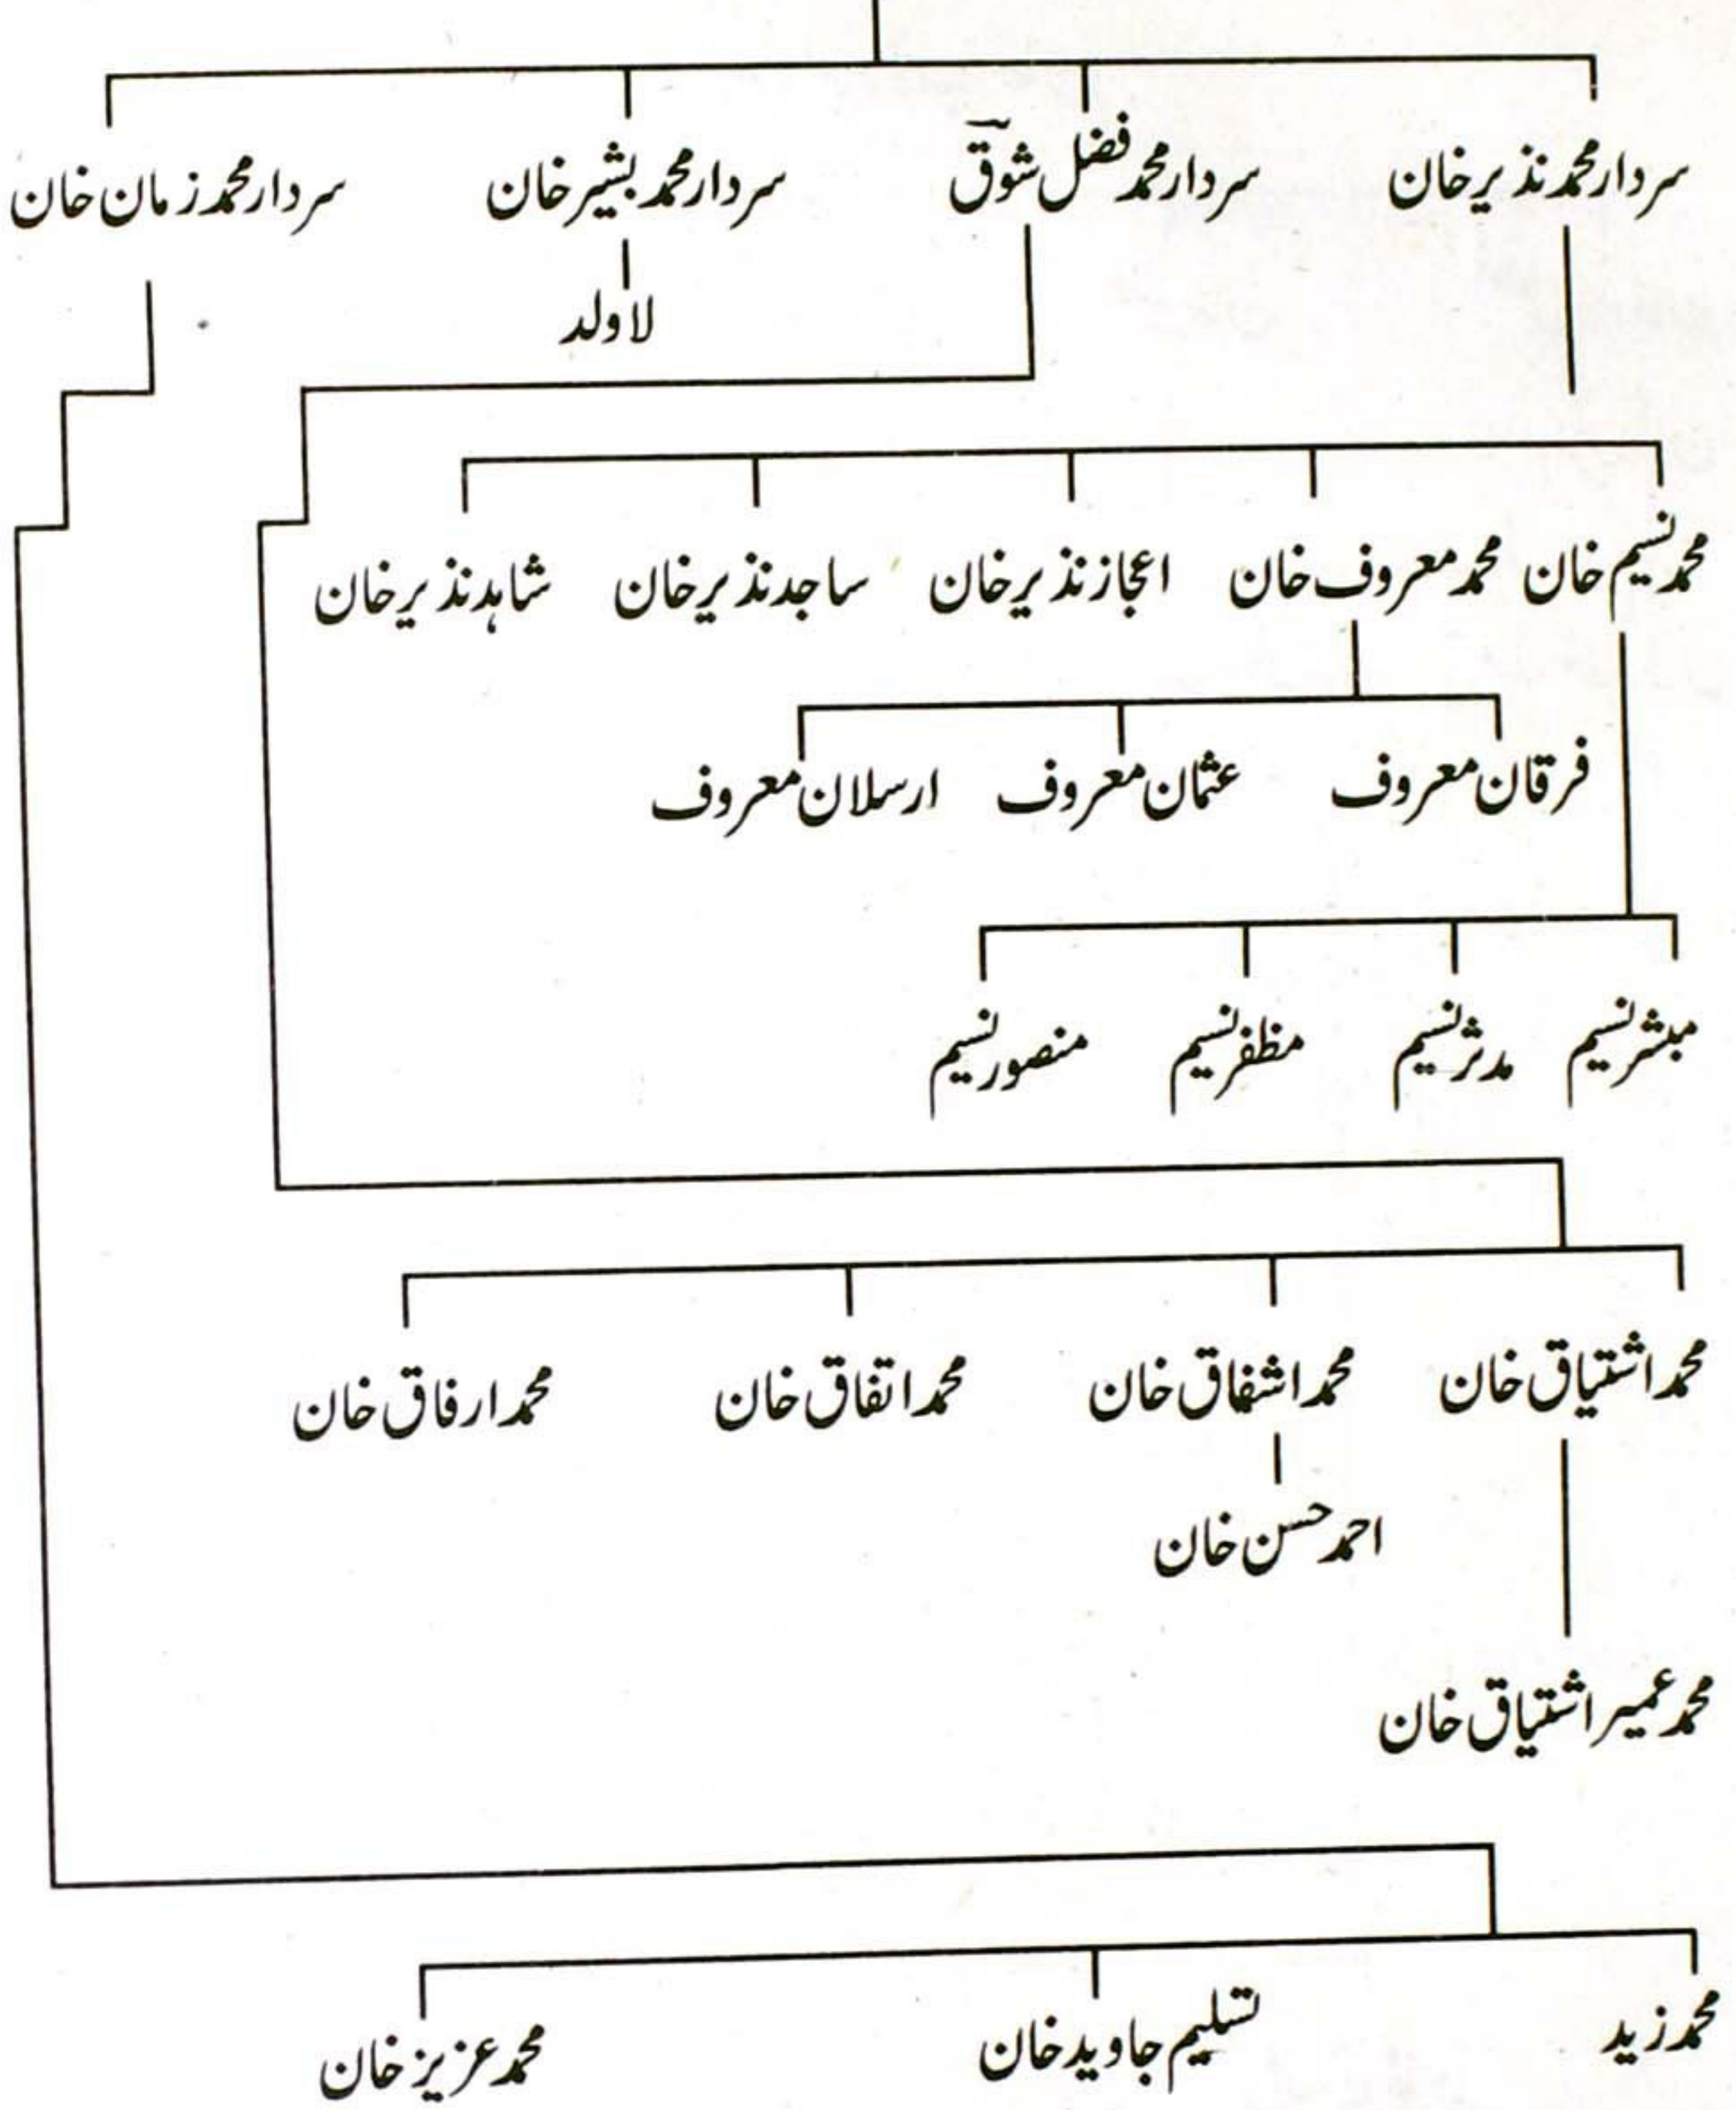 سردار محمد نذیر خان سردار محمد فضل شوقؔ سردار محمد بشیر خان سردار محمد زمان خان
لا ولد
محمد نسیم خان محمد معروف خان اعجاز نذیر خان ساجد نذیر خان شاہد نذیر خان
فرقان معروف عثمان معروف ارسلان معروف
مبشر نسیم مدثر نسیم مظفر نسیم منصور نسیم
محمد اشتیاق خان محمد اشفاق خان محمد اتفاق خان محمد ارفاق خان
احمد حسن خان
محمد عمیر اشتیاق خان
محمد زید تسلیم جاوید خان محمد عزیز خان